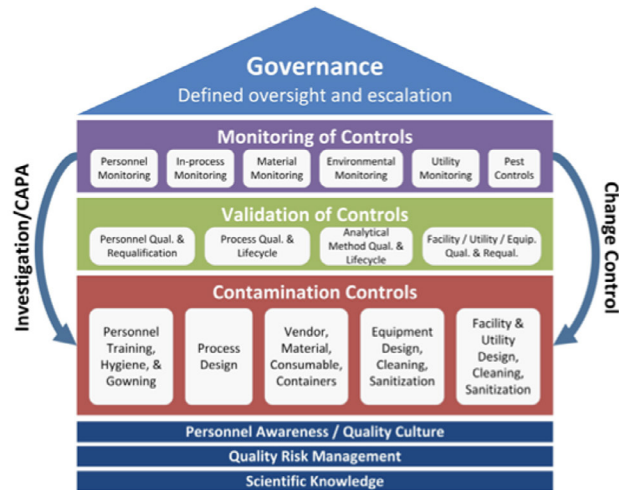 Governance
Defined oversight and escalation
Monitoring of Controls
Personnel
Monitoring
In-process
Monitoring
Material
Monitoring
Environmental
Monitoring
Utility
Monitoring
Pest
Controls
Validation of Controls
Personnel Qual. &
Requalification
Process Qual. &
Lifecycle
Analytical
Method Qual. &
Lifecycle
Facility / Utility / Equip.
Qual. & Requal.
Contamination Controls
Personnel
Training,
Hygiene, &
Gowning
Process
Design
Vendor,
Material,
Consumable,
Containers
Equipment
Design,
Cleaning,
Sanitization
Facility &
Utility
Design,
Cleaning,
Sanitization
Investigation/CAPA
Change Control
Personnel Awareness / Quality Culture
Quality Risk Management
Scientific Knowledge